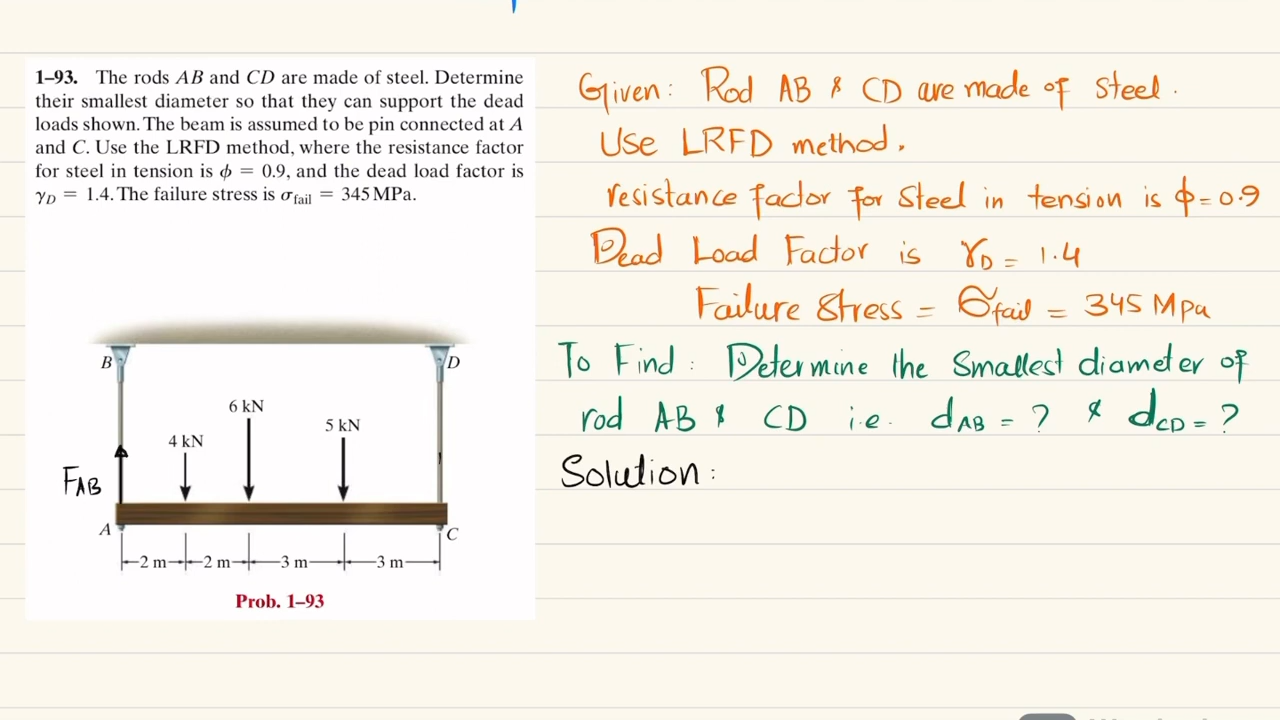 1–93. The rods AB and CD are made of steel. Determine
their smallest diameter so that they can support the dead
loads shown. The beam is assumed to be pin connected at A
and C. Use the LRFD method, where the resistance factor
for steel in tension is ϕ = 0.9, and the dead load factor is
γD = 1.4. The failure stress is σfail = 345 MPa.
B
D
6 kN
5 kN
4 kN
FAB
A
C
2 m
2 m
3 m
3 m
Prob. 1–93
Given: Rod AB & CD are made of steel.
Use LRFD method.
resistance factor for Steel in tension is ϕ = 0.9
Dead Load Factor is γD = 1.4
Failure Stress = σfail = 345 MPa
To Find: Determine the Smallest diameter of
rod AB & CD i.e. dAB = ? & dCD = ?
Solution: